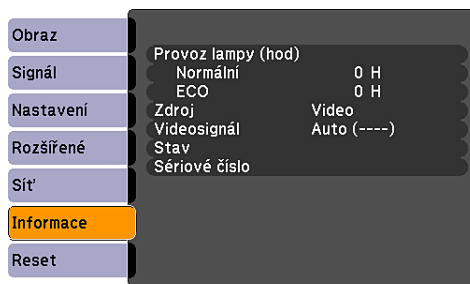 Obraz
Signál
Nastavení
Rozšířené
Síť
Informace
Reset
Provoz lampy (hod)
Normální 0 H
ECO 0 H
Zdroj Video
Videosignál Auto (----)
Stav
Sériové číslo